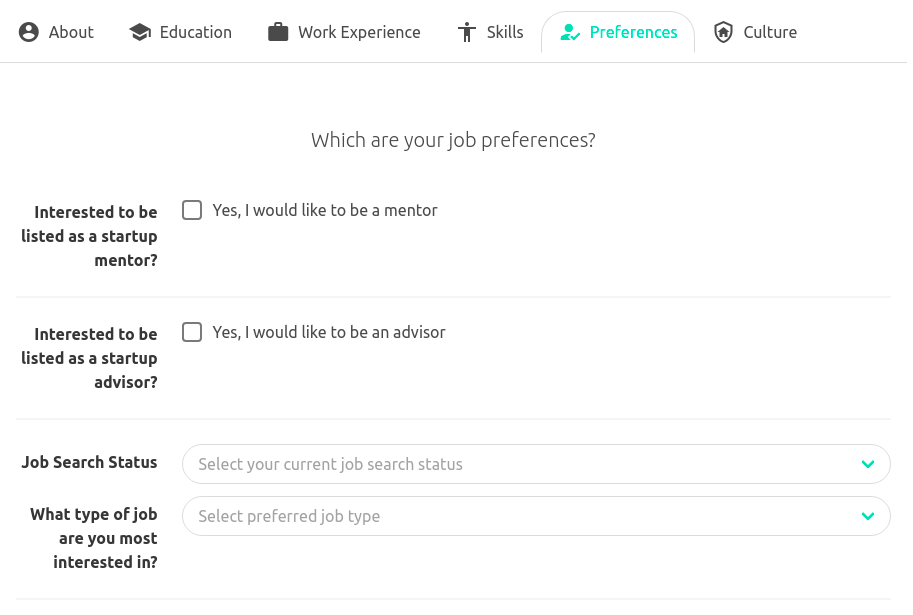 About Education Work Experience Skills Preferences Culture
Which are your job preferences?
Interested to be
listed as a startup
mentor?
Yes, I would like to be a mentor
Interested to be
listed as a startup
advisor?
Yes, I would like to be an advisor
Job Search Status
Select your current job search status
What type of job
are you most
interested in?
Select preferred job type